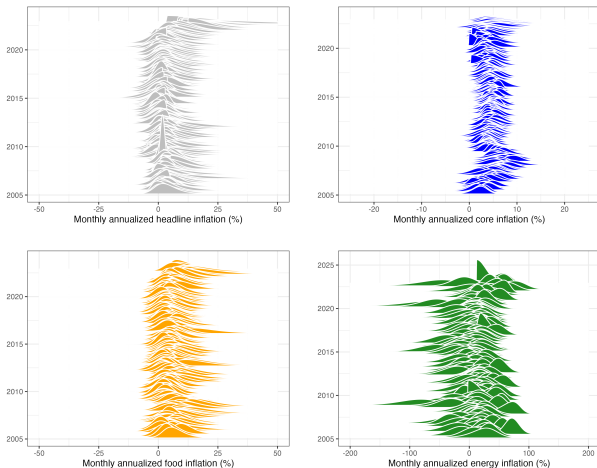 2020
2015
2010
2005
-50 -25 0 25 50
Monthly annualized headline inflation (%)
2020
2015
2010
2005
-20 -10 0 10 20
Monthly annualized core inflation (%)
2020
2015
2010
2005
-50 -25 0 25 50
Monthly annualized food inflation (%)
2025
2020
2015
2010
2005
-200 -100 0 100 200
Monthly annualized energy inflation (%)